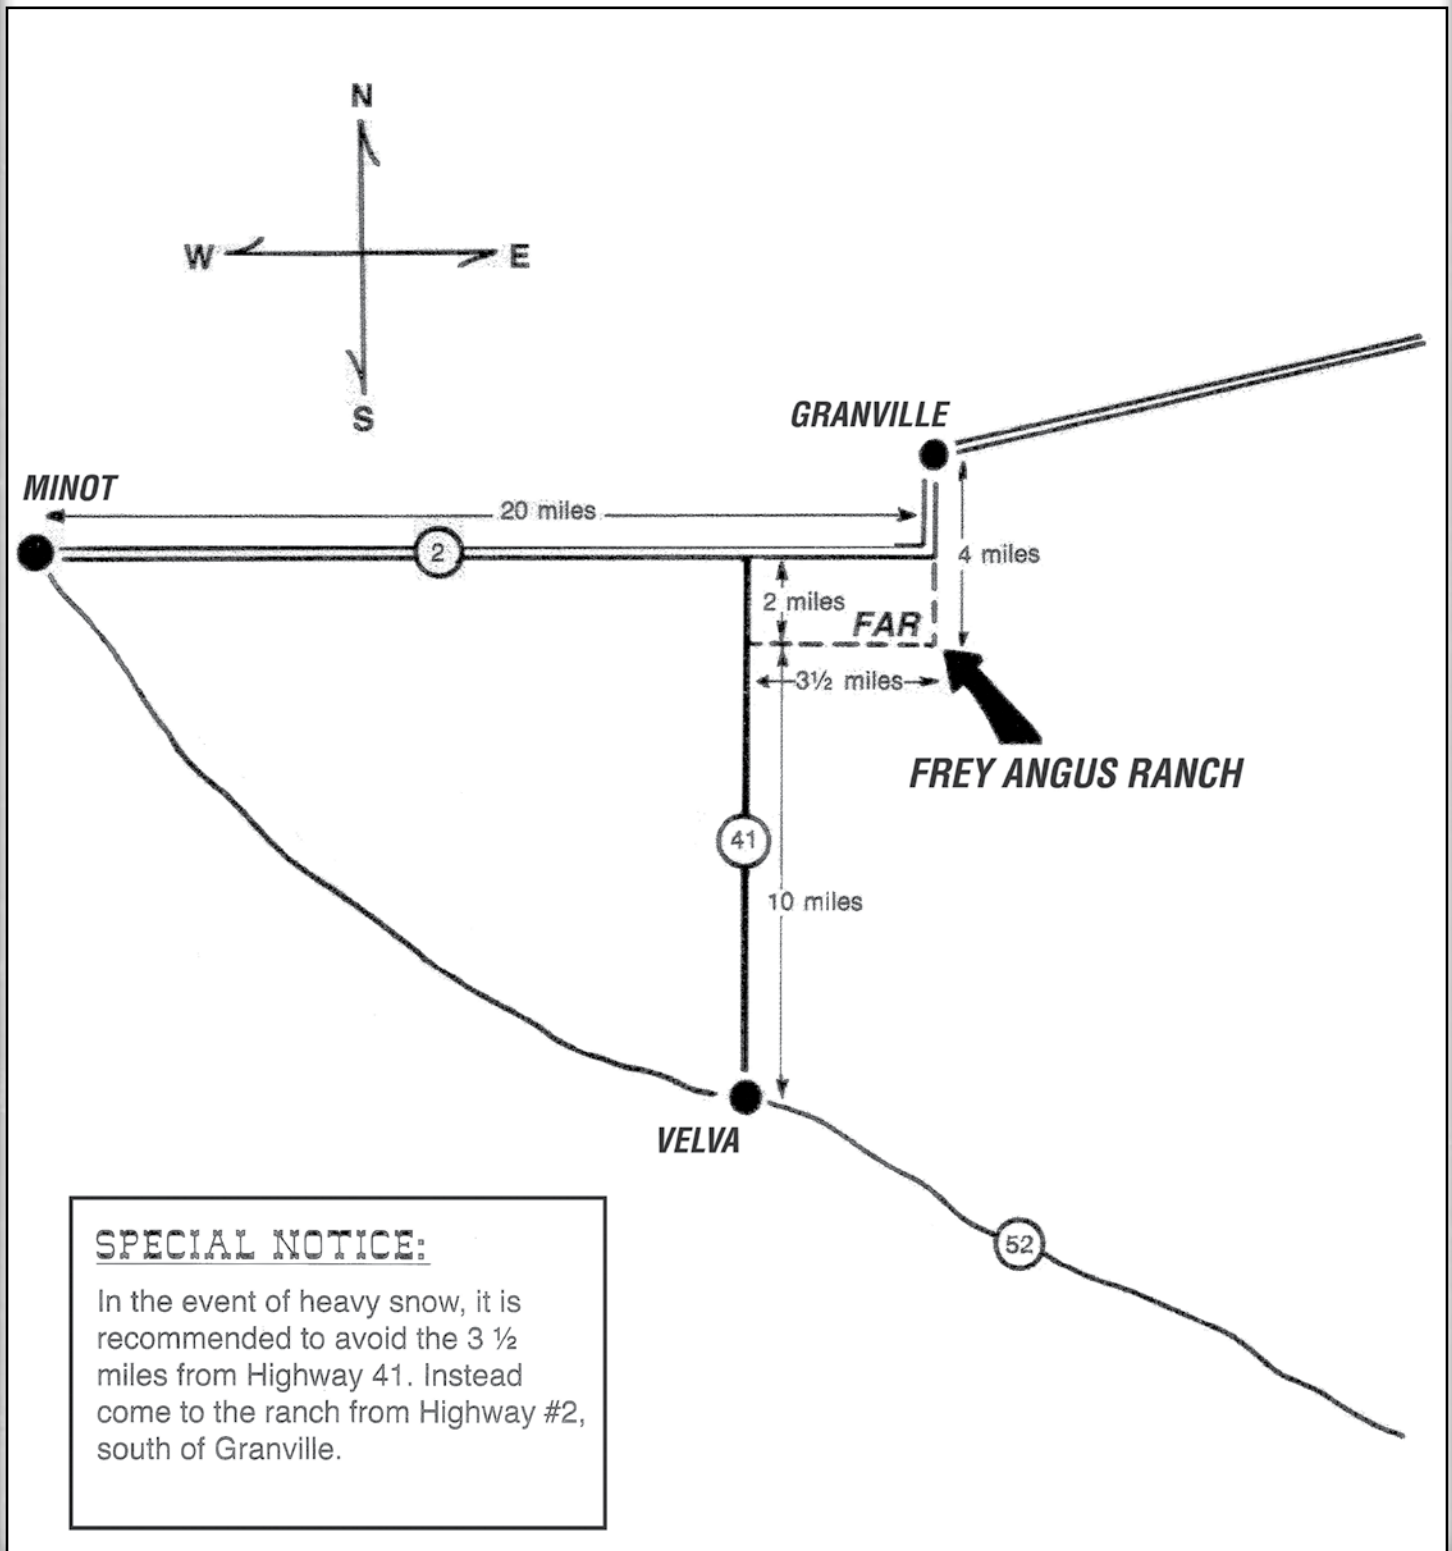 N
W
E
S
GRANVILLE
MINOT
20 miles
2
4 miles
2 miles
FAR
3½ miles
FREY ANGUS RANCH
41
10 miles
VELVA
52
SPECIAL NOTICE:
In the event of heavy snow, it is
recommended to avoid the 3 ½
miles from Highway 41. Instead
come to the ranch from Highway #2,
south of Granville.